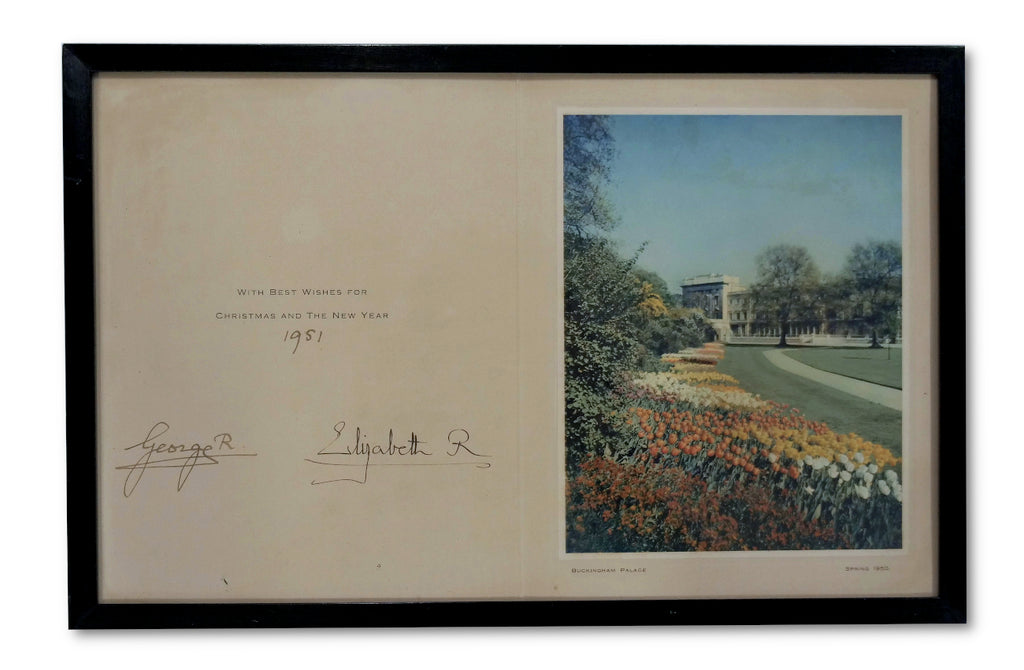 With Best Wishes for
Christmas and The New Year
1951
George R.
Elizabeth R
Buckingham Palace
Spring 1950.